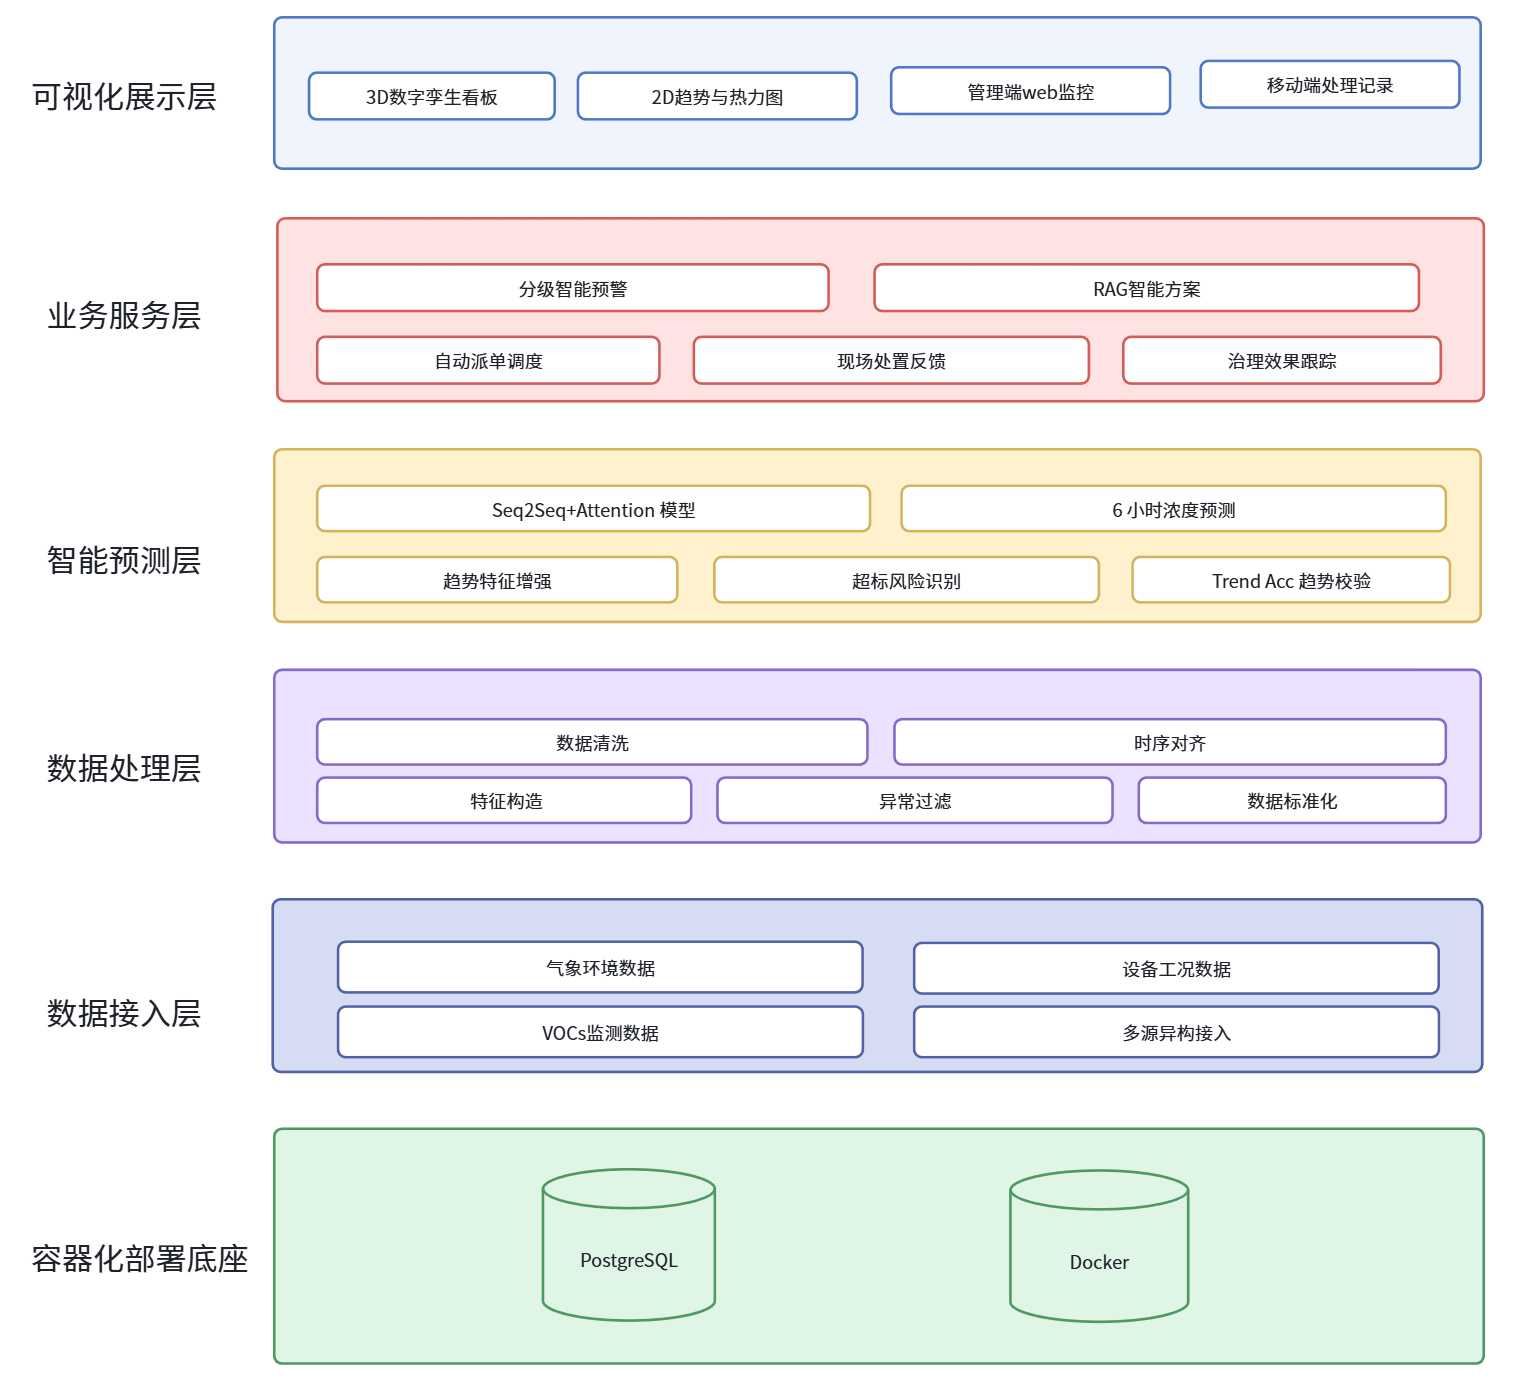 可视化展示层
3D数字孪生看板
2D趋势与热力图
管理端web监控
移动端处理记录
业务服务层
分级智能预警
RAG智能方案
自动派单调度
现场处置反馈
治理效果跟踪
智能预测层
Seq2Seq+Attention 模型
6 小时浓度预测
趋势特征增强
超标风险识别
Trend Acc 趋势校验
数据处理层
数据清洗
时序对齐
特征构造
异常过滤
数据标准化
数据接入层
气象环境数据
设备工况数据
VOCs监测数据
多源异构接入
容器化部署底座
PostgreSQL
Docker